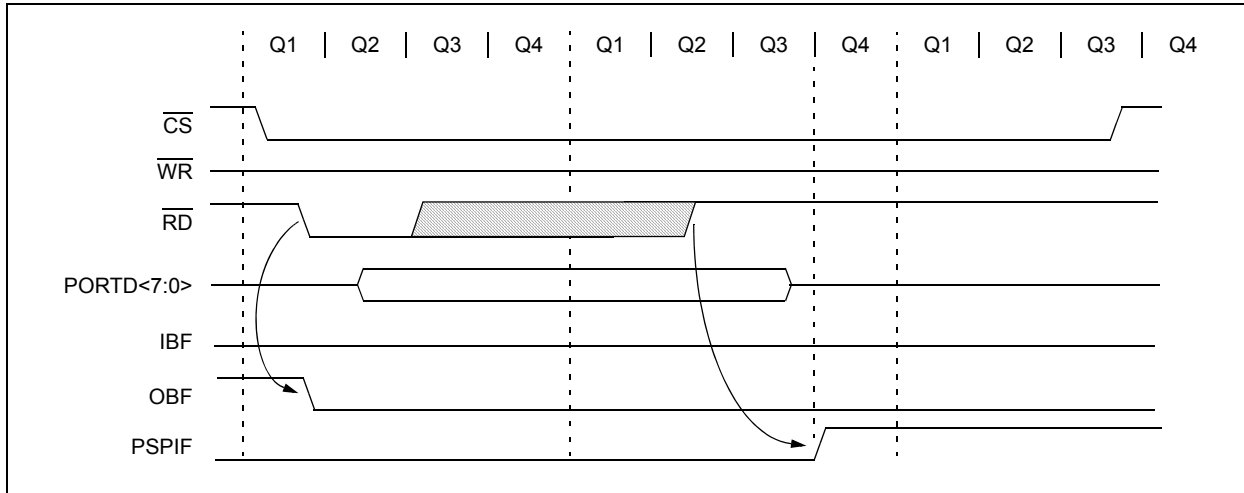 Q1 | Q2 | Q3 | Q4 Q1 | Q2 | Q3 Q4 Q1 | Q2 | Q3 | Q4
CS
WR
RD
PORTD<7:0>
IBF
OBF
PSPIF